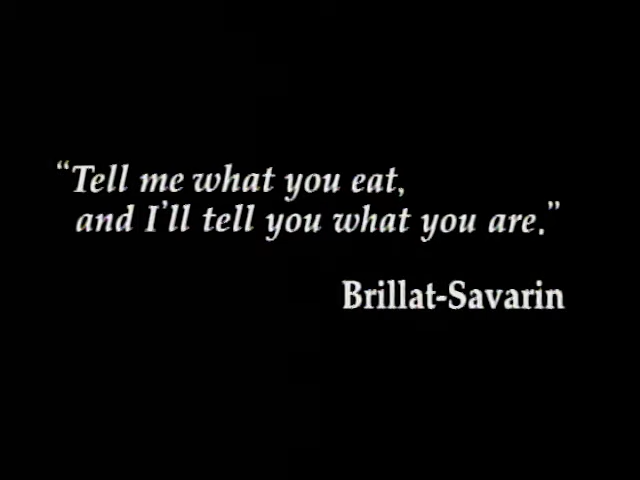 “Tell me what you eat,
and I’ll tell you what you are.”
Brillat-Savarin